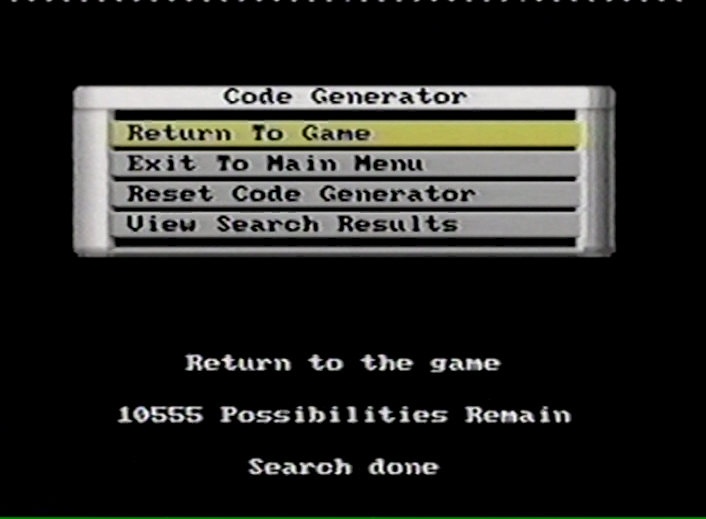 Code Generator
Return To Game
Exit To Main Menu
Reset Code Generator
View Search Results
Return to the game
10555 Possibilities Remain
Search done